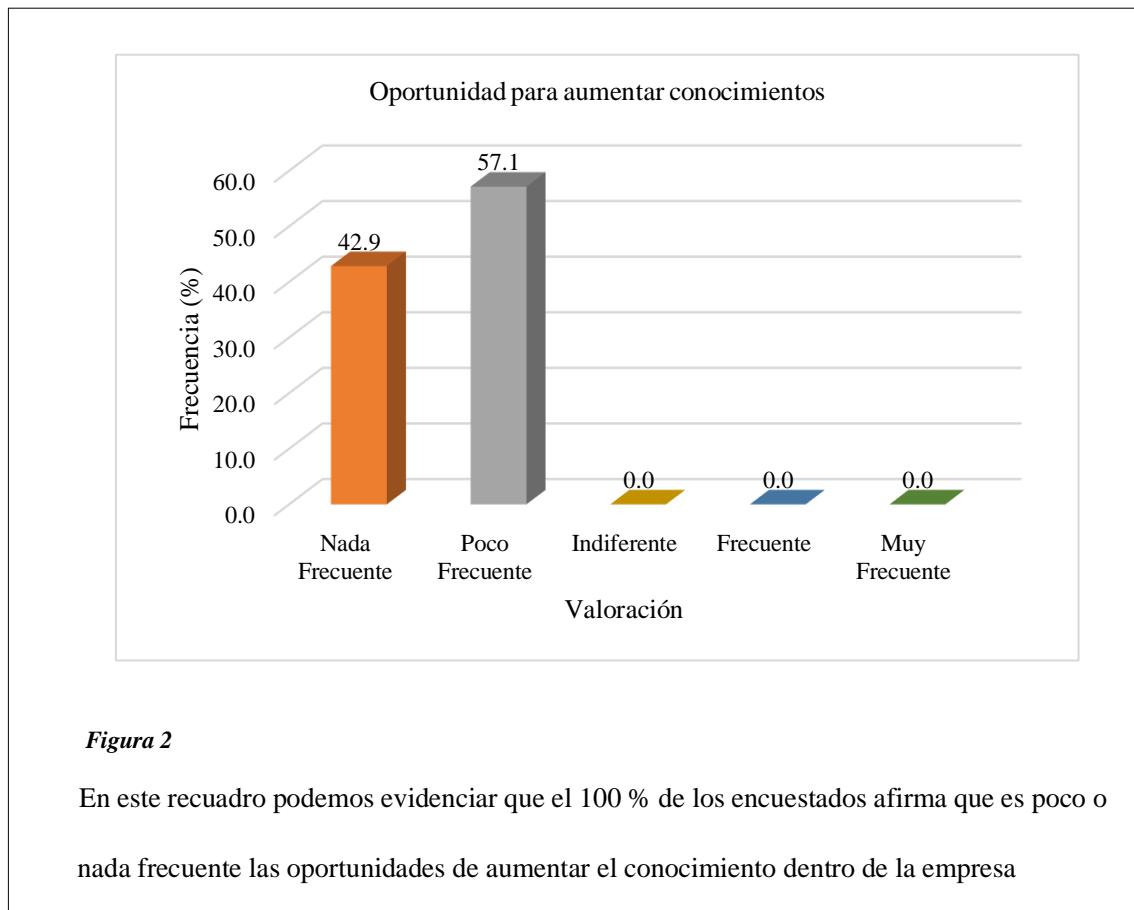 Oportunidad para aumentar conocimientos
57.1
60.0
50.0
42.9
40.0
30.0
20.0
10.0
0.0
0.0
0.0
0.0
Frecuencia (%)
Nada
Frecuente
Poco
Frecuente
Indiferente
Frecuente
Muy
Frecuente
Valoración
Figura 2
En este recuadro podemos evidenciar que el 100 % de los encuestados afirma que es poco o
nada frecuente las oportunidades de aumentar el conocimiento dentro de la empresa